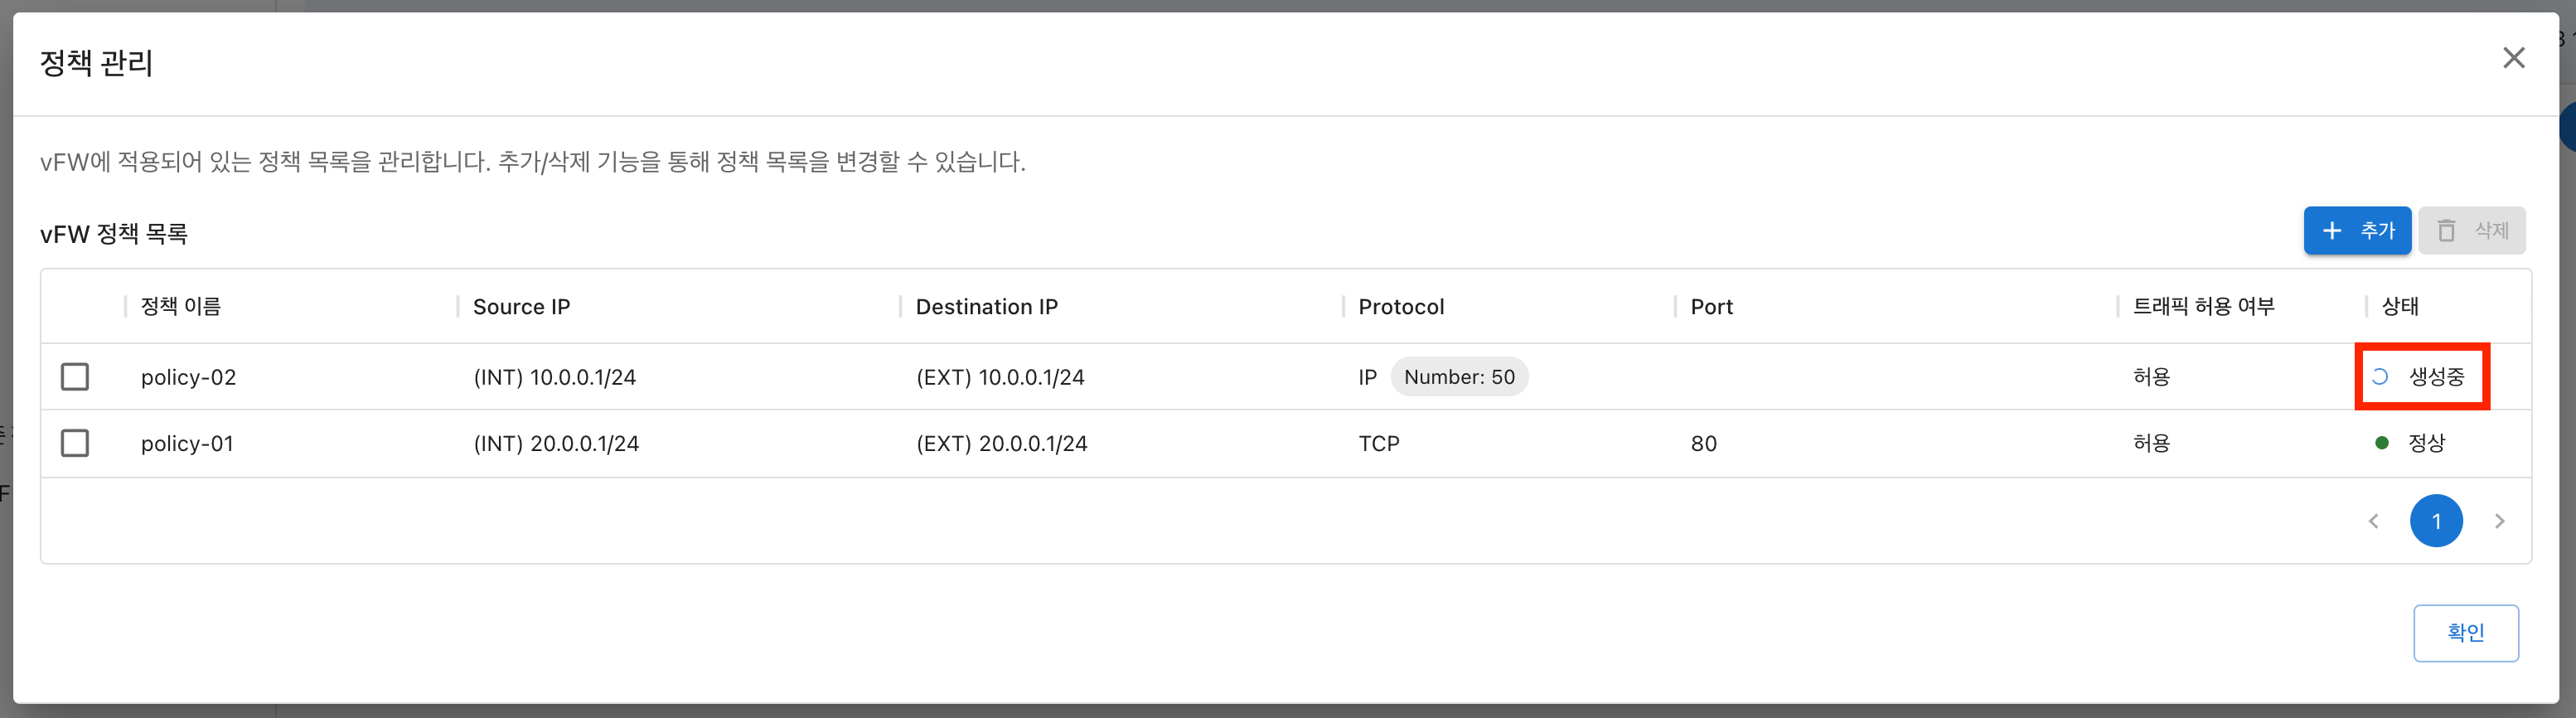 정책 관리
vFW에 적용되어 있는 정책 목록을 관리합니다. 추가/삭제 기능을 통해 정책 목록을 변경할 수 있습니다.
vFW 정책 목록
추가 삭제
정책 이름 Source IP Destination IP Protocol Port 트래픽 허용 여부 상태
policy-02 (INT) 10.0.0.1/24 (EXT) 10.0.0.1/24 IP Number: 50 허용 생성중
policy-01 (INT) 20.0.0.1/24 (EXT) 20.0.0.1/24 TCP 80 허용 정상
1
확인